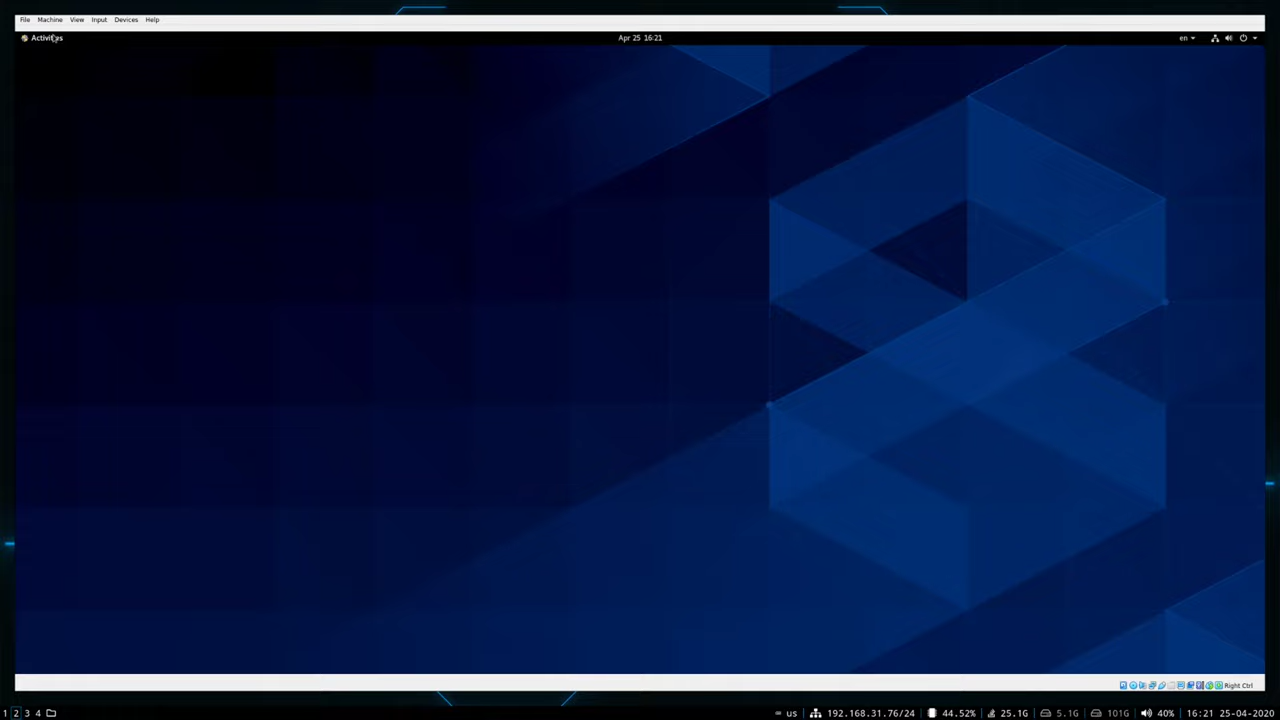 File Machine View Input Devices Help
Activities Apr 25 16:21 en
Right Ctrl
1 2 3 4 us 192.168.31.76/24 44.52% 25.1G 5.1G 101G 40% 16:21 25-04-2020